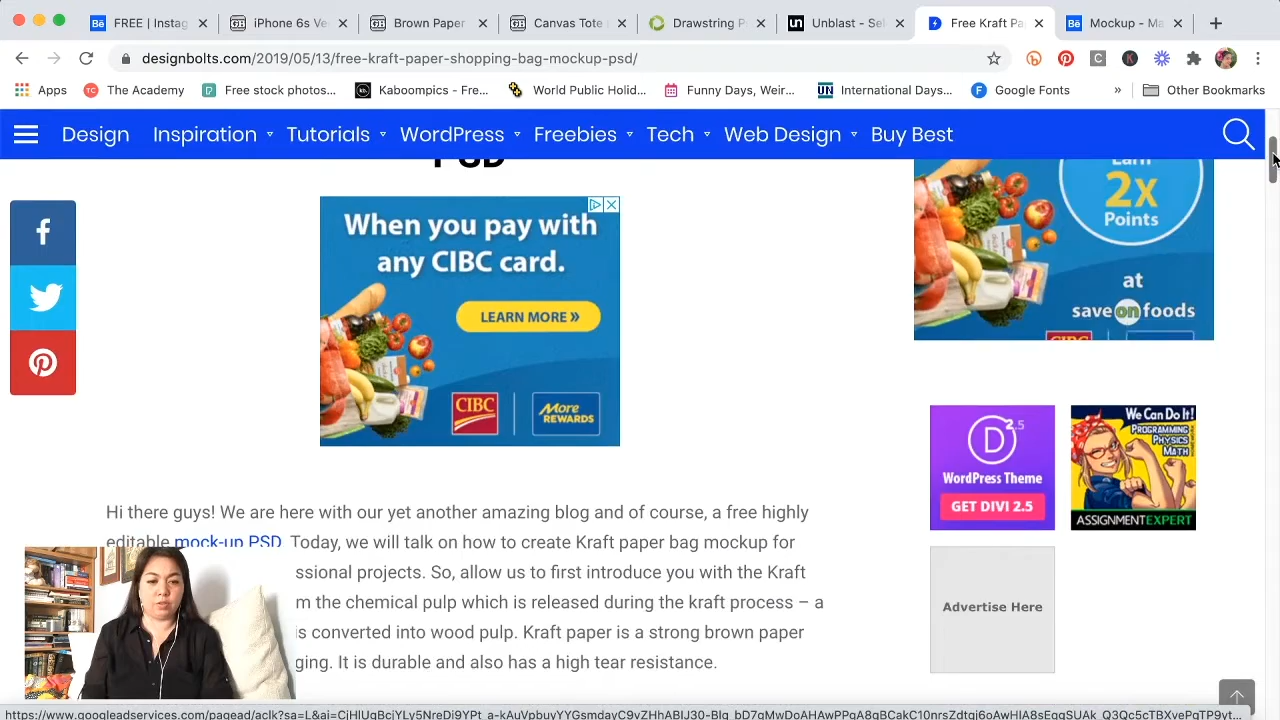 FREE | Instag
iPhone 6s Ve
Brown Paper
Canvas Tote
Drawstring P
Unblast - Sel
Free Kraft Pa
Mockup - Ma
designbolts.com/2019/05/13/free-kraft-paper-shopping-bag-mockup-psd/
Apps
The Academy
Free stock photos...
Kaboompics - Fre...
World Public Holid...
Funny Days, Weir...
International Days...
Google Fonts
»
Other Bookmarks
Design
Inspiration
Tutorials
WordPress
Freebies
Tech
Web Design
Buy Best
PSD
When you pay with
any CIBC card.
LEARN MORE »
CIBC
More
REWARDS
Earn
2x
Points
at
save on foods
CIBC
D 2.5
WordPress Theme
GET DIVI 2.5
We Can Do It!
PROGRAMMING
PHYSICS
MATH
ASSIGNMENT EXPERT
Advertise Here
Hi there guys! We are here with our yet another amazing blog and of course, a free highly
editable mock-up PSD. Today, we will talk on how to create Kraft paper bag mockup for
ssional projects. So, allow us to first introduce you with the Kraft
m the chemical pulp which is released during the kraft process – a
is converted into wood pulp. Kraft paper is a strong brown paper
ging. It is durable and also has a high tear resistance.